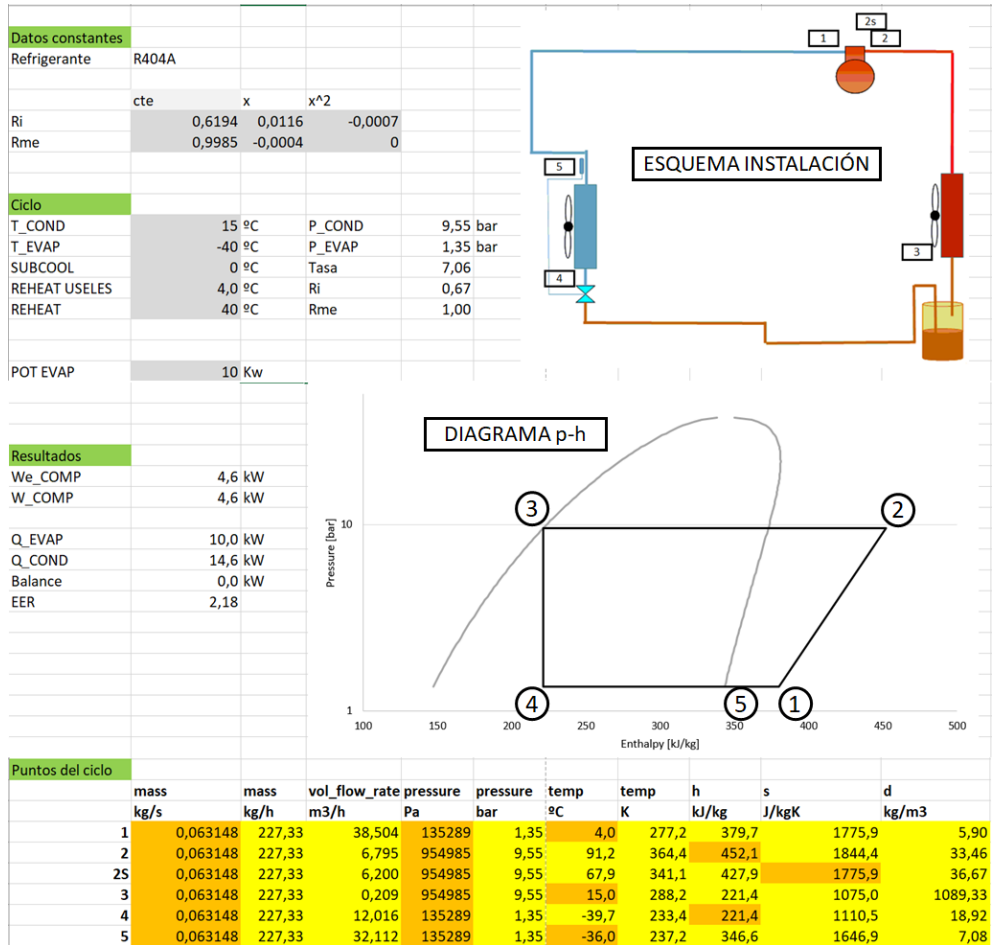 Datos constantes
Refrigerante R404A
cte x x^2
Ri 0,6194 0,0116 -0,0007
Rme 0,9985 -0,0004 0
Ciclo
T_COND 15 ºC P_COND 9,55 bar
T_EVAP -40 ºC P_EVAP 1,35 bar
SUBCOOL 0 ºC Tasa 7,06
REHEAT USELES 4,0 ºC Ri 0,67
REHEAT 40 ºC Rme 1,00
POT EVAP 10 Kw
2s
1 2
ESQUEMA INSTALACIÓN
5
3
4
Resultados
We_COMP 4,6 kW
W_COMP 4,6 kW
Q_EVAP 10,0 kW
Q_COND 14,6 kW
Balance 0,0 kW
EER 2,18
DIAGRAMA p-h
3 2
10
Pressure [bar]
4 5 1
1
100 150 200 250 300 350 400 450 500
Enthalpy [kJ/kg]
Puntos del ciclo
mass mass vol_flow_rate pressure pressure temp temp h s d
kg/s kg/h m3/h Pa bar ºC K kJ/kg J/kgK kg/m3
1 0,063148 227,33 38,504 135289 1,35 4,0 277,2 379,7 1775,9 5,90
2 0,063148 227,33 6,795 954985 9,55 91,2 364,4 452,1 1844,4 33,46
2S 0,063148 227,33 6,200 954985 9,55 67,9 341,1 427,9 1775,9 36,67
3 0,063148 227,33 0,209 954985 9,55 15,0 288,2 221,4 1075,0 1089,33
4 0,063148 227,33 12,016 135289 1,35 -39,7 233,4 221,4 1110,5 18,92
5 0,063148 227,33 32,112 135289 1,35 -36,0 237,2 346,6 1646,9 7,08